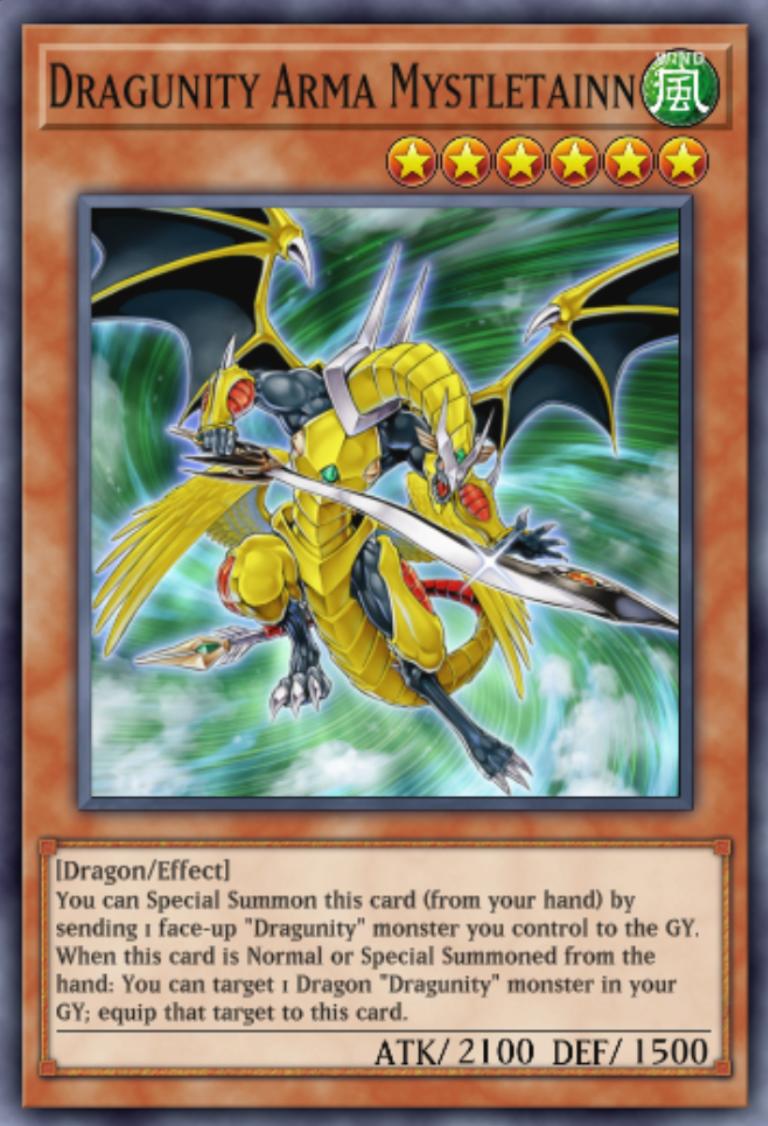 DRAGUNITY ARMA MYSTLETAINN
WIND
風
[Dragon/Effect]
You can Special Summon this card (from your hand) by
sending 1 face-up "Dragunity" monster you control to the GY.
When this card is Normal or Special Summoned from the
hand: You can target 1 Dragon "Dragunity" monster in your
GY; equip that target to this card.
ATK/ 2100 DEF/ 1500